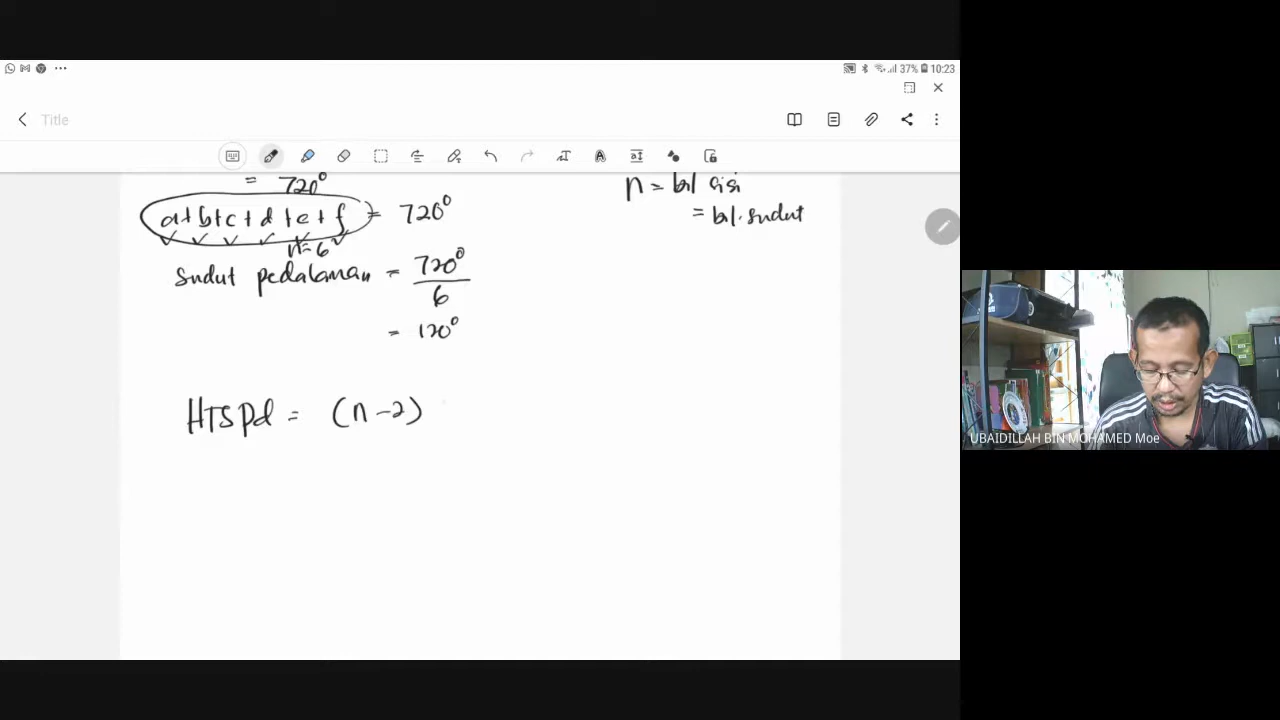 37% 10:23
Title
= 720°
a + b + c + d + e + f = 720°
n = 6
Sudut pedalaman = 720°
6
= 120°
HTSPd = (n - 2)
n = bil sisi
= bil. sudut
UBAIDILLAH BIN MOHAMED Moe